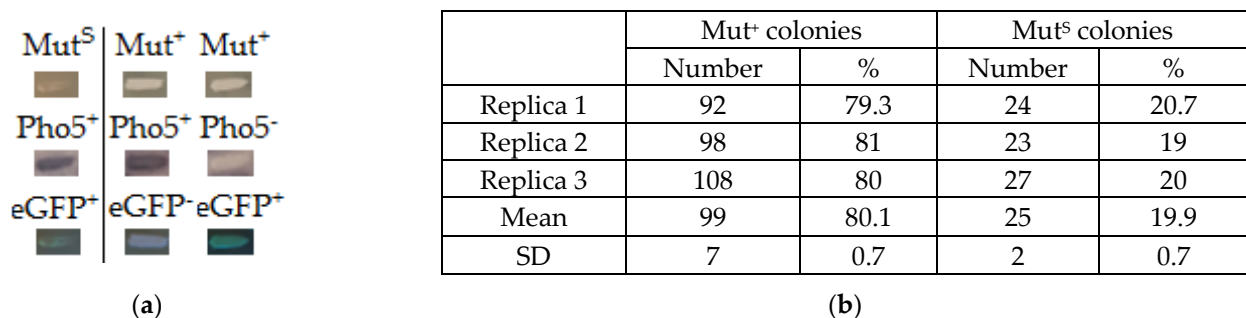 Mutˢ Mut⁺ Mut⁺
Pho5⁺ Pho5⁺ Pho5⁻
eGFP⁺ eGFP⁻ eGFP⁺
(a)
Mut⁺ colonies Mutˢ colonies
Number % Number %
Replica 1 92 79.3 24 20.7
Replica 2 98 81 23 19
Replica 3 108 80 27 20
Mean 99 80.1 25 19.9
SD 7 0.7 2 0.7
(b)